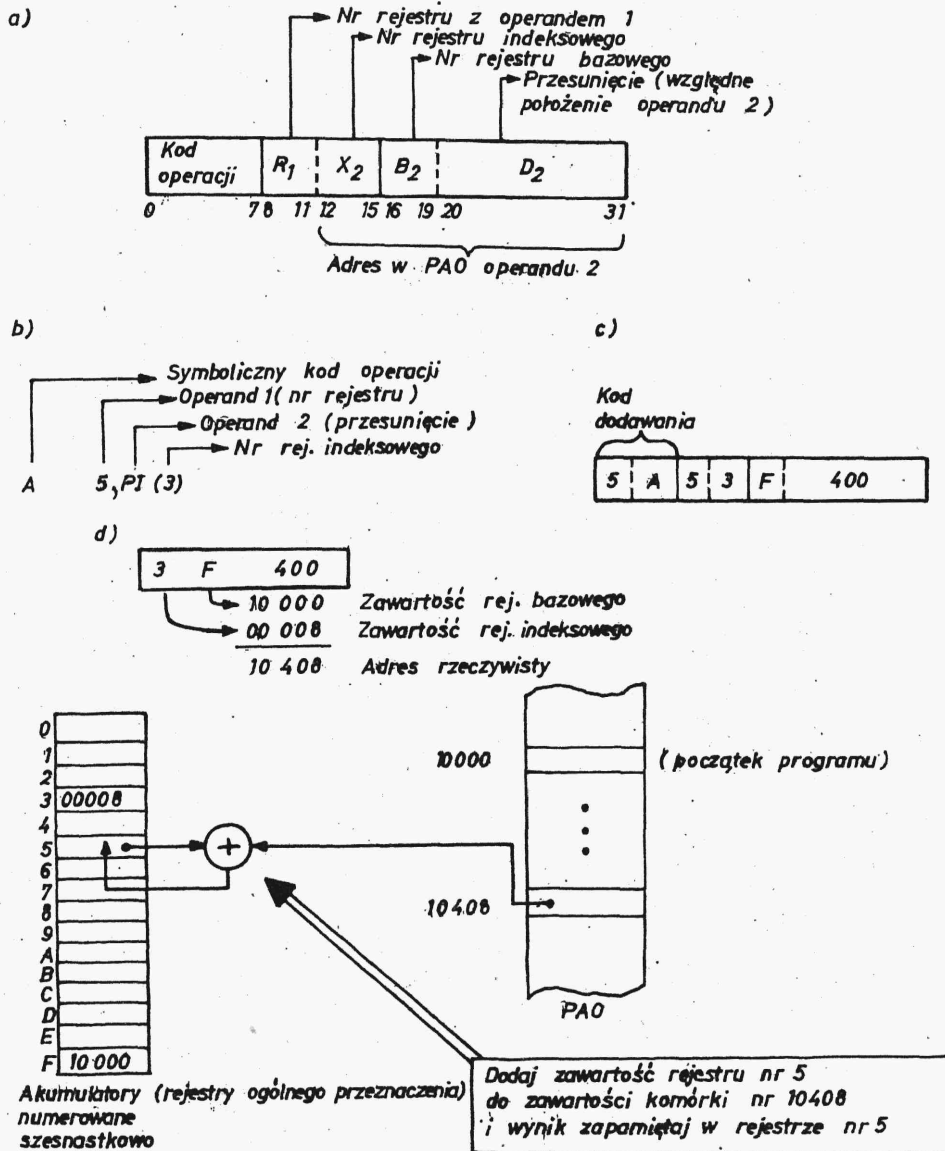 a)
Nr rejestru z operandem 1
Nr rejestru indeksowego
Nr rejestru bazowego
Przesunięcie (względne
położenie operandu 2)
Kod
operacji
R1 X2 B2 D2
0 7 8 11 12 15 16 19 20 31
Adres w PAO operandu 2
b)
Symboliczny kod operacji
Operand 1 (nr rejestru)
Operand 2 (przesunięcie)
Nr rej. indeksowego
A 5,PI (3)
c)
Kod
dodawania
5 A 5 3 F 400
d)
3 F 400
10 000 Zawartość rej. bazowego
00 008 Zawartość rej. indeksowego
10 408 Adres rzeczywisty
0
1
2
3 00008
4
5
6
7
8
9
A
B
C
D
E
F 10 000
+
10000 (początek programu)
10408
PAO
Akumulatory (rejestry ogólnego przeznaczenia)
numerowane
szesnastkowo
Dodaj zawartość rejestru nr 5
do zawartości komórki nr 10408
i wynik zapamiętaj w rejestrze nr 5